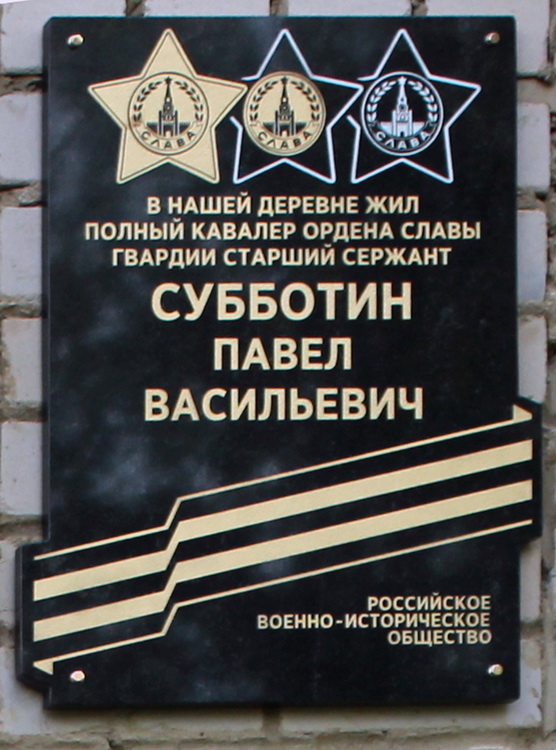 СЛАВА СЛАВА СЛАВА
В НАШЕЙ ДЕРЕВНЕ ЖИЛ
ПОЛНЫЙ КАВАЛЕР ОРДЕНА СЛАВЫ
ГВАРДИИ СТАРШИЙ СЕРЖАНТ
СУББОТИН
ПАВЕЛ
ВАСИЛЬЕВИЧ
РОССИЙСКОЕ
ВОЕННО-ИСТОРИЧЕСКОЕ
ОБЩЕСТВО